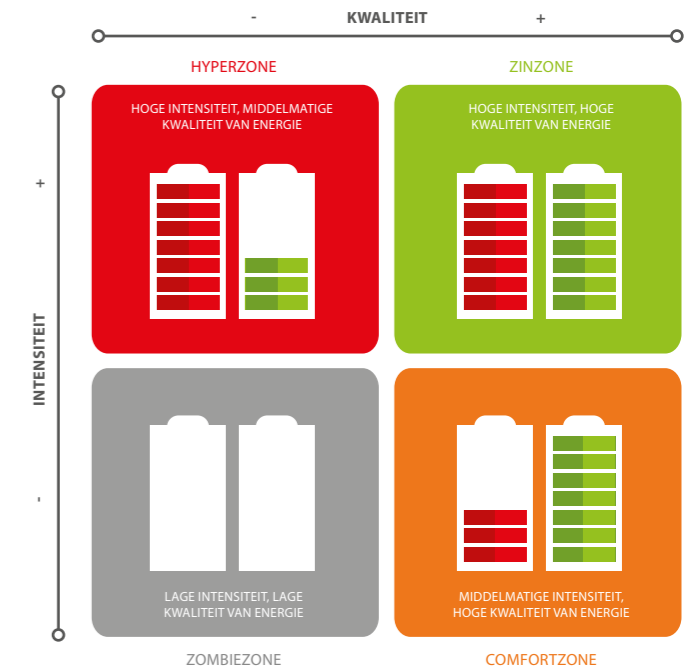 - KWALITEIT +
HYPERZONE
ZINZONE
HOGE INTENSITEIT, MIDDELMATIGE
KWALITEIT VAN ENERGIE
HOGE INTENSITEIT, HOGE
KWALITEIT VAN ENERGIE
+
INTENSITEIT
-
LAGE INTENSITEIT, LAGE
KWALITEIT VAN ENERGIE
MIDDELMATIGE INTENSITEIT,
HOGE KWALITEIT VAN ENERGIE
ZOMBIEZONE
COMFORTZONE